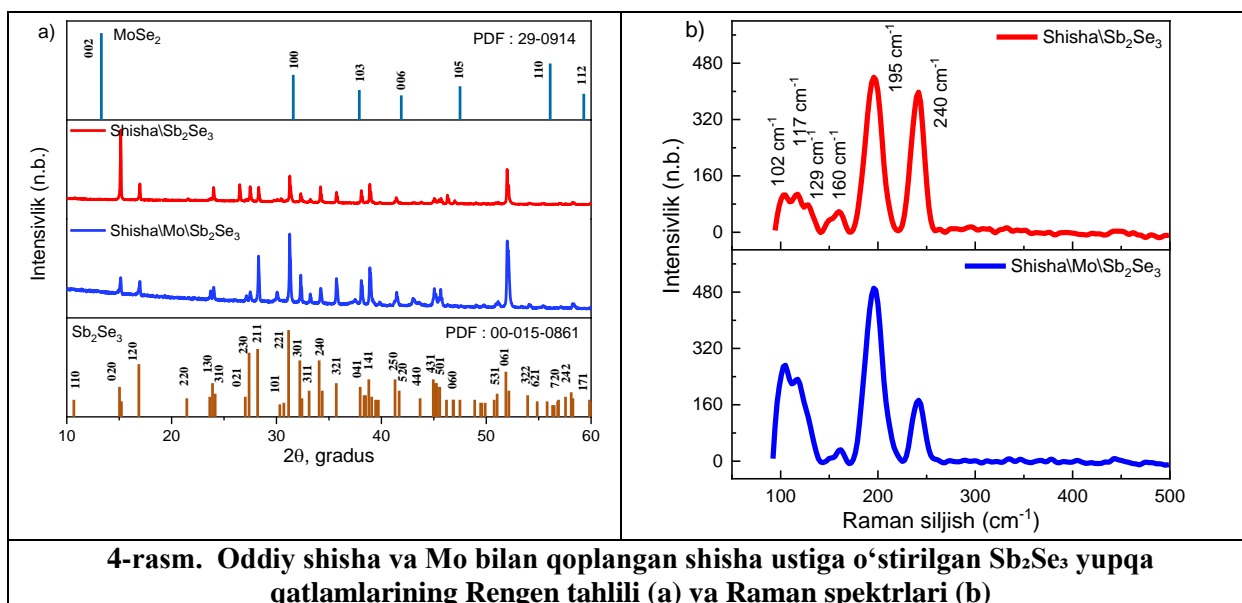 a)
MoSe₂
PDF : 29-0914
002
100
103
006
105
110
112
Shisha\Sb₂Se₃
Shisha\Mo\Sb₂Se₃
Sb₂Se₃
PDF : 00-015-0861
110
020
120
220
130
310
021
230
211
101
221
301
311
240
321
041
141
250
520
440
431
501
060
531
061
322
621
720
242
171
Intensivlik (n.b.)
10 20 30 40 50 60
2θ, gradus
b)
Shisha\Sb₂Se₃
102 cm⁻¹
117 cm⁻¹
129 cm⁻¹
160 cm⁻¹
195 cm⁻¹
240 cm⁻¹
480
320
160
0
Shisha\Mo\Sb₂Se₃
480
320
160
0
Intensivlik (n.b.)
100 200 300 400 500
Raman siljish (cm⁻¹)
4-rasm. Oddiy shisha va Mo bilan qoplangan shisha ustiga o‘stirilgan Sb₂Se₃ yupqa
qatlamlarining Rengen tahlili (a) va Raman spektrlari (b)